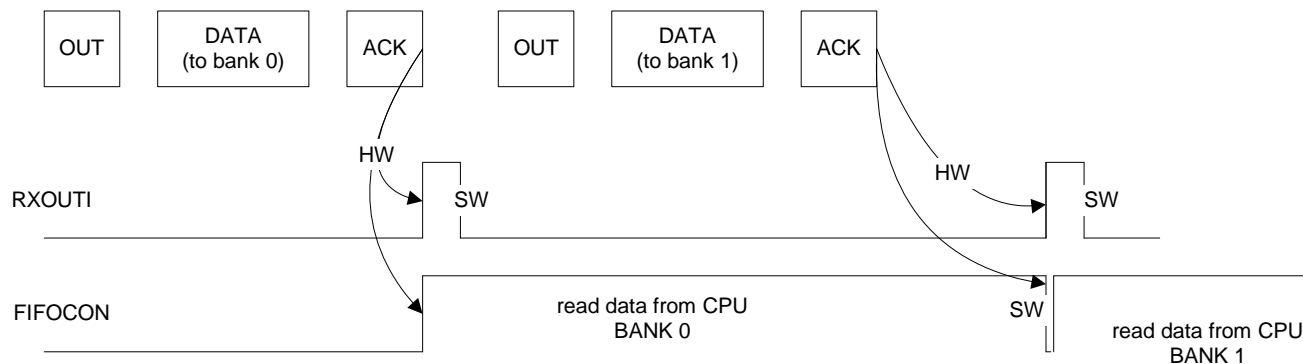 OUT
DATA
(to bank 0)
ACK
OUT
DATA
(to bank 1)
ACK
HW
HW
RXOUTI
SW
SW
FIFOCON
read data from CPU
BANK 0
SW
read data from CPU
BANK 1